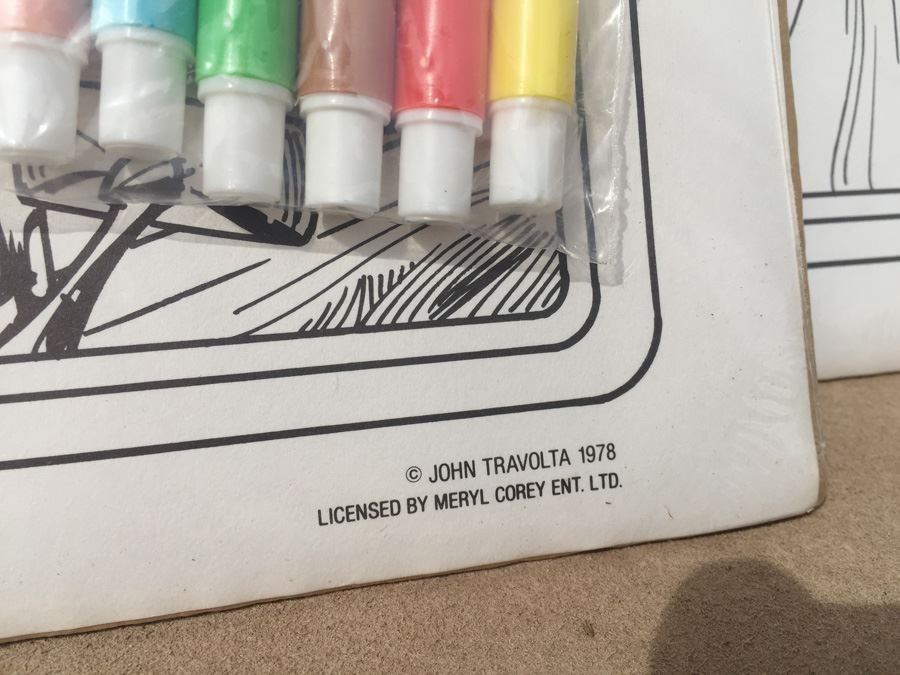 © JOHN TRAVOLTA 1978
LICENSED BY MERYL COREY ENT. LTD.